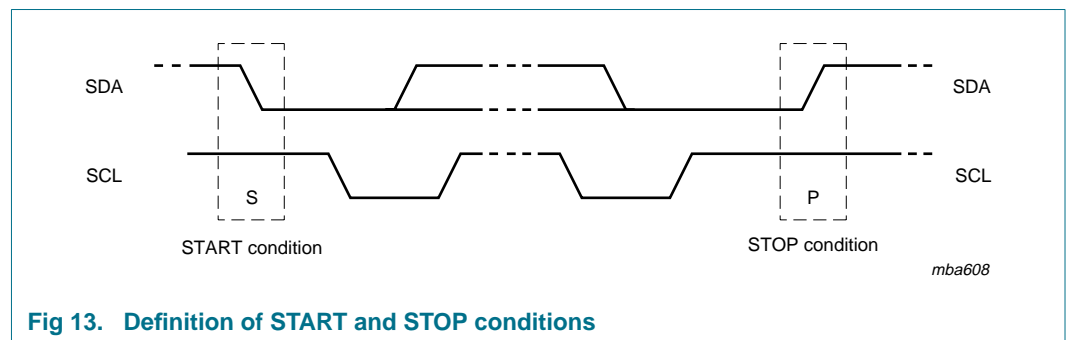 SDA SDA
SCL SCL
S P
START condition STOP condition
mba608
Fig 13. Definition of START and STOP conditions